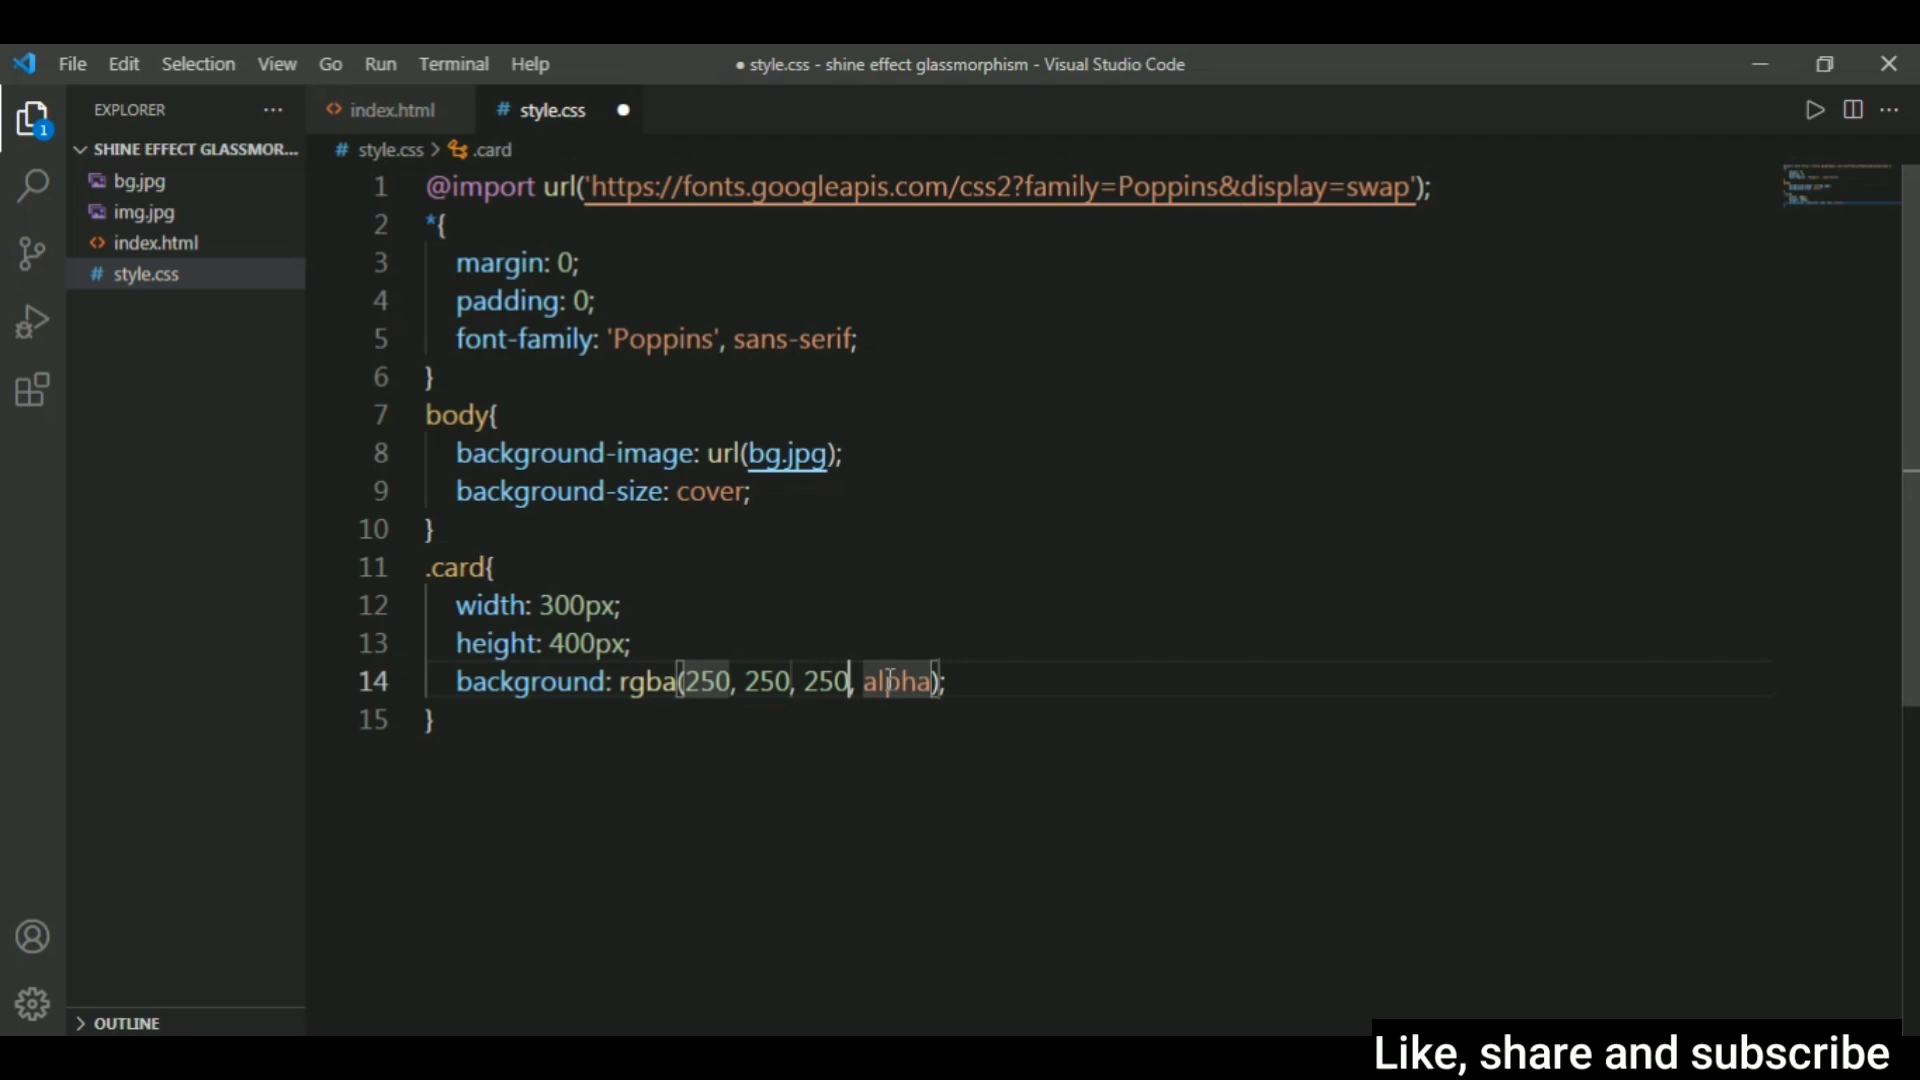 File Edit Selection View Go Run Terminal Help
● style.css - shine effect glassmorphism - Visual Studio Code
EXPLORER
index.html
# style.css
SHINE EFFECT GLASSMOR...
# style.css > .card
bg.jpg
img.jpg
index.html
# style.css
1 @import url('https://fonts.googleapis.com/css2?family=Poppins&display=swap');
2 *{
3 margin: 0;
4 padding: 0;
5 font-family: 'Poppins', sans-serif;
6 }
7 body{
8 background-image: url(bg.jpg);
9 background-size: cover;
10 }
11 .card{
12 width: 300px;
13 height: 400px;
14 background: rgba(250, 250, 250, alpha);
15 }
1
OUTLINE
Like, share and subscribe